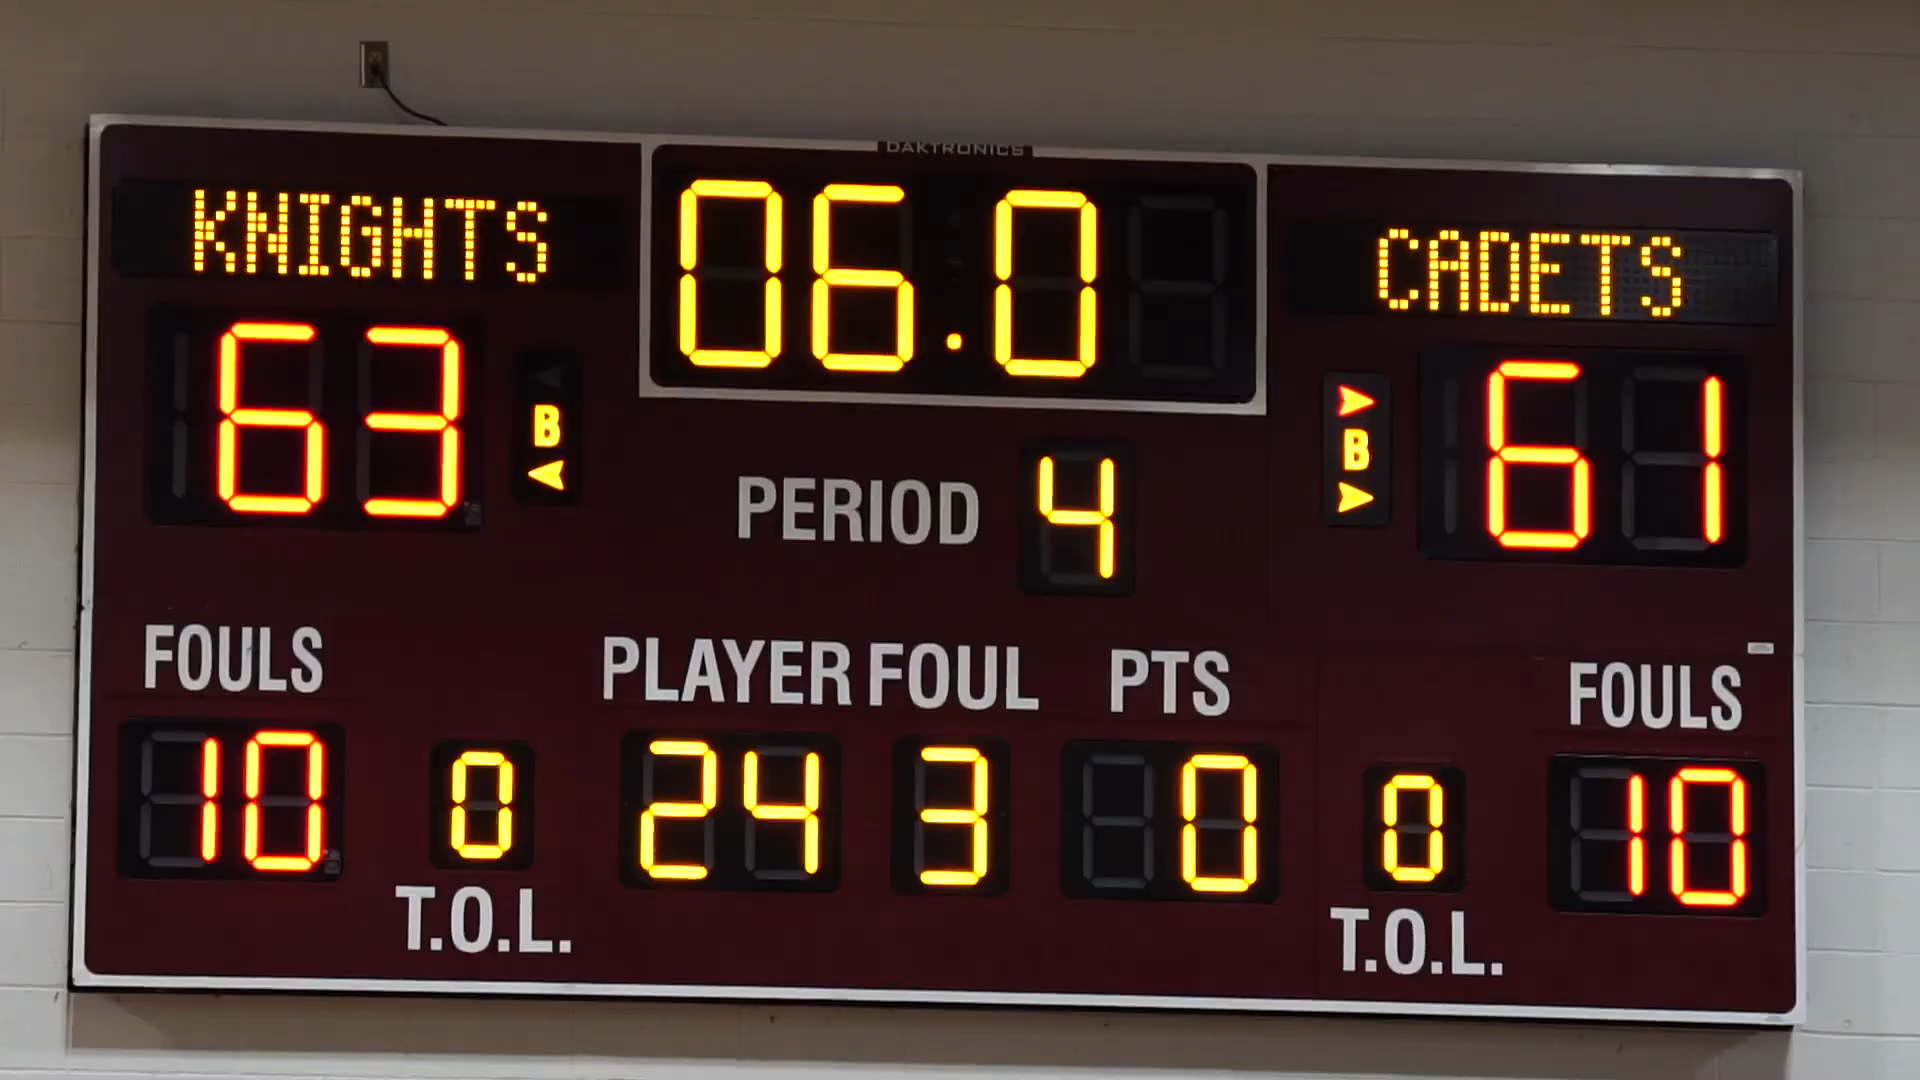 DAKTRONICS
KNIGHTS 06.0 CADETS
63 B B 61
PERIOD 4
FOULS PLAYER FOUL PTS FOULS
10 0 24 3 0 0 10
T.O.L. T.O.L.